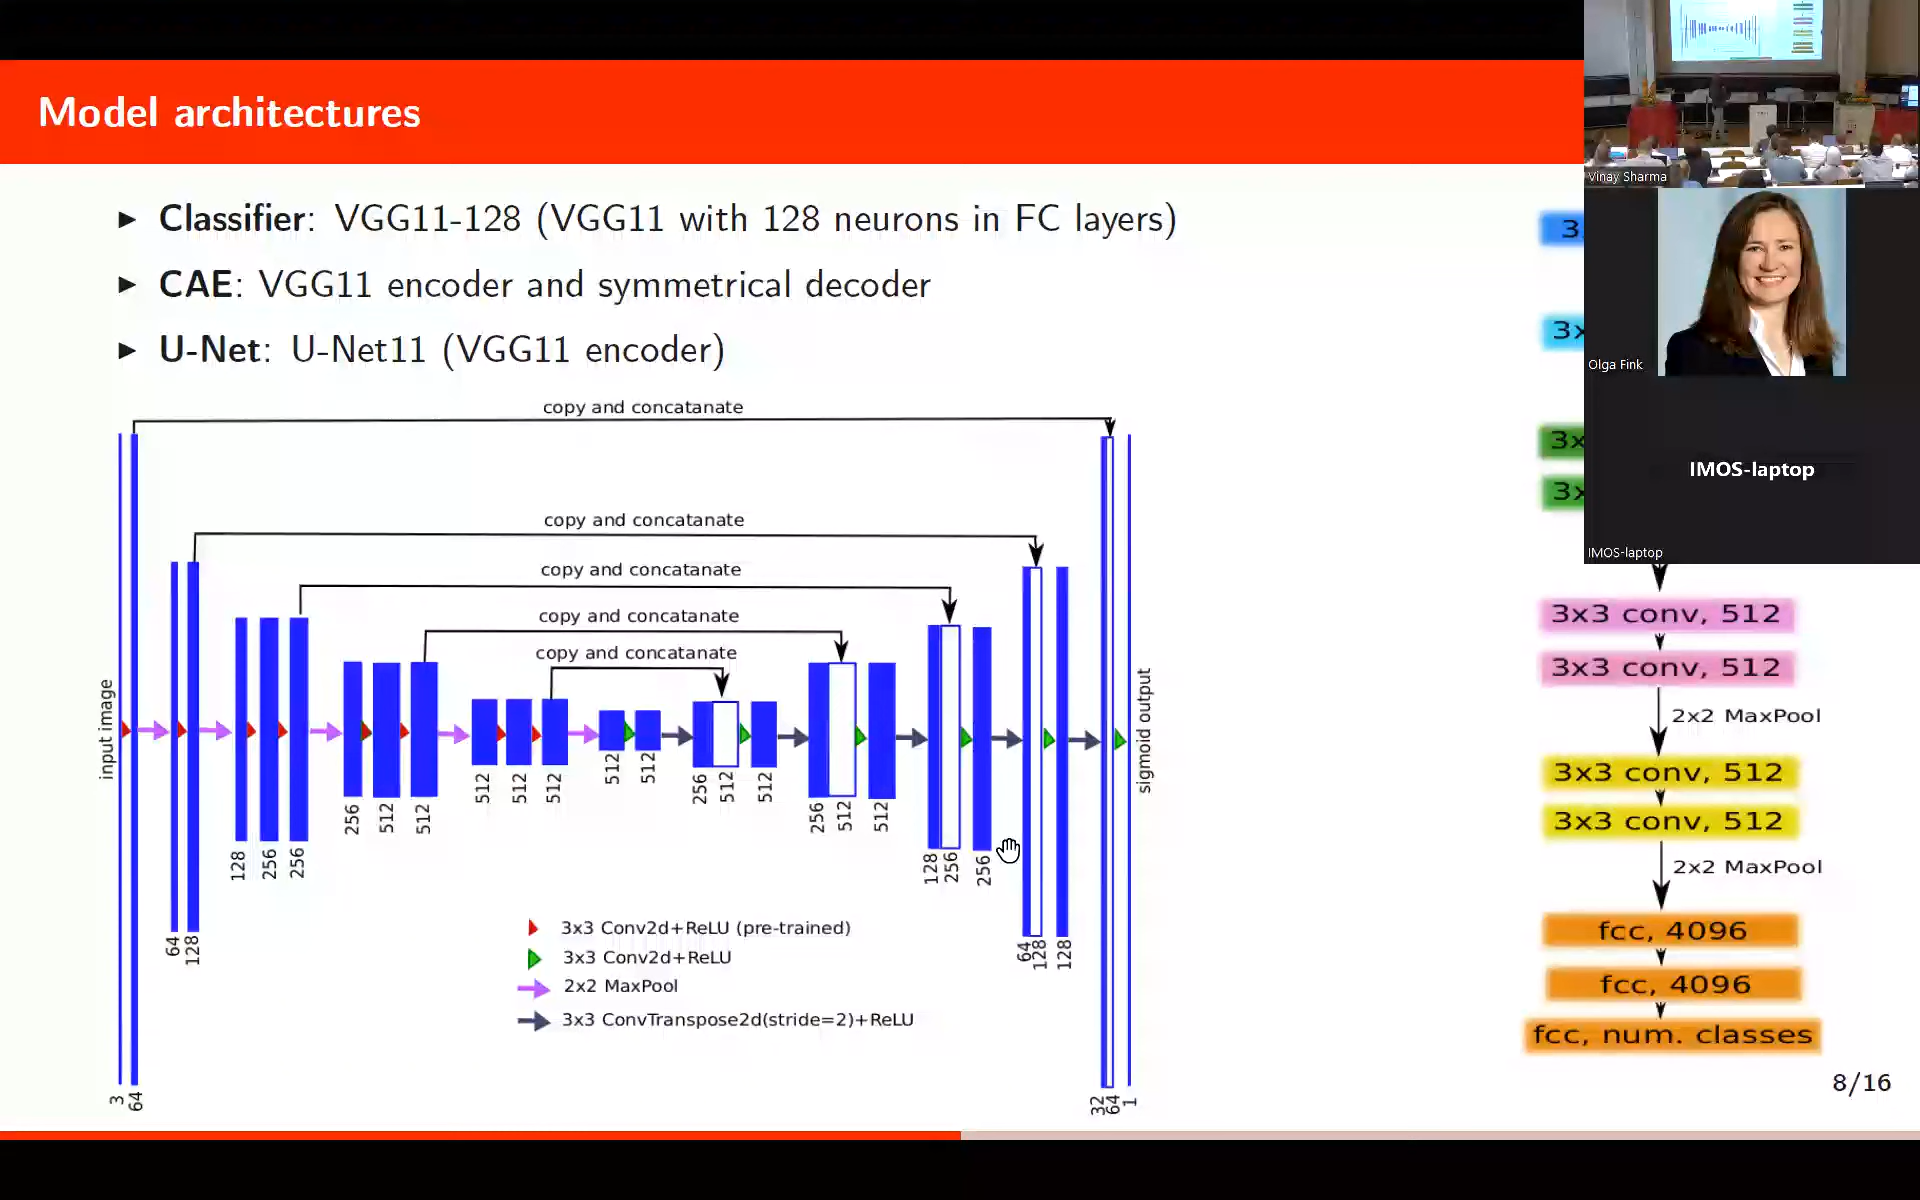 Model architectures
Vinay Sharma
► Classifier: VGG11-128 (VGG11 with 128 neurons in FC layers)
► CAE: VGG11 encoder and symmetrical decoder
► U-Net: U-Net11 (VGG11 encoder)
Olga Fink
IMOS-laptop
IMOS-laptop
copy and concatanate
copy and concatanate
copy and concatanate
copy and concatanate
copy and concatanate
input image
sigmoid output
3
64
64
128
128
256
256
256
512
512
512
512
512
512
512
256
512
512
256
512
512
128
256
256
64
128
128
32
64
1
3x3 Conv2d+ReLU (pre-trained)
3x3 Conv2d+ReLU
2x2 MaxPool
3x3 ConvTranspose2d(stride=2)+ReLU
3
3x
3x
3x
3x3 conv, 512
3x3 conv, 512
2x2 MaxPool
3x3 conv, 512
3x3 conv, 512
2x2 MaxPool
fcc, 4096
fcc, 4096
fcc, num. classes
8/16